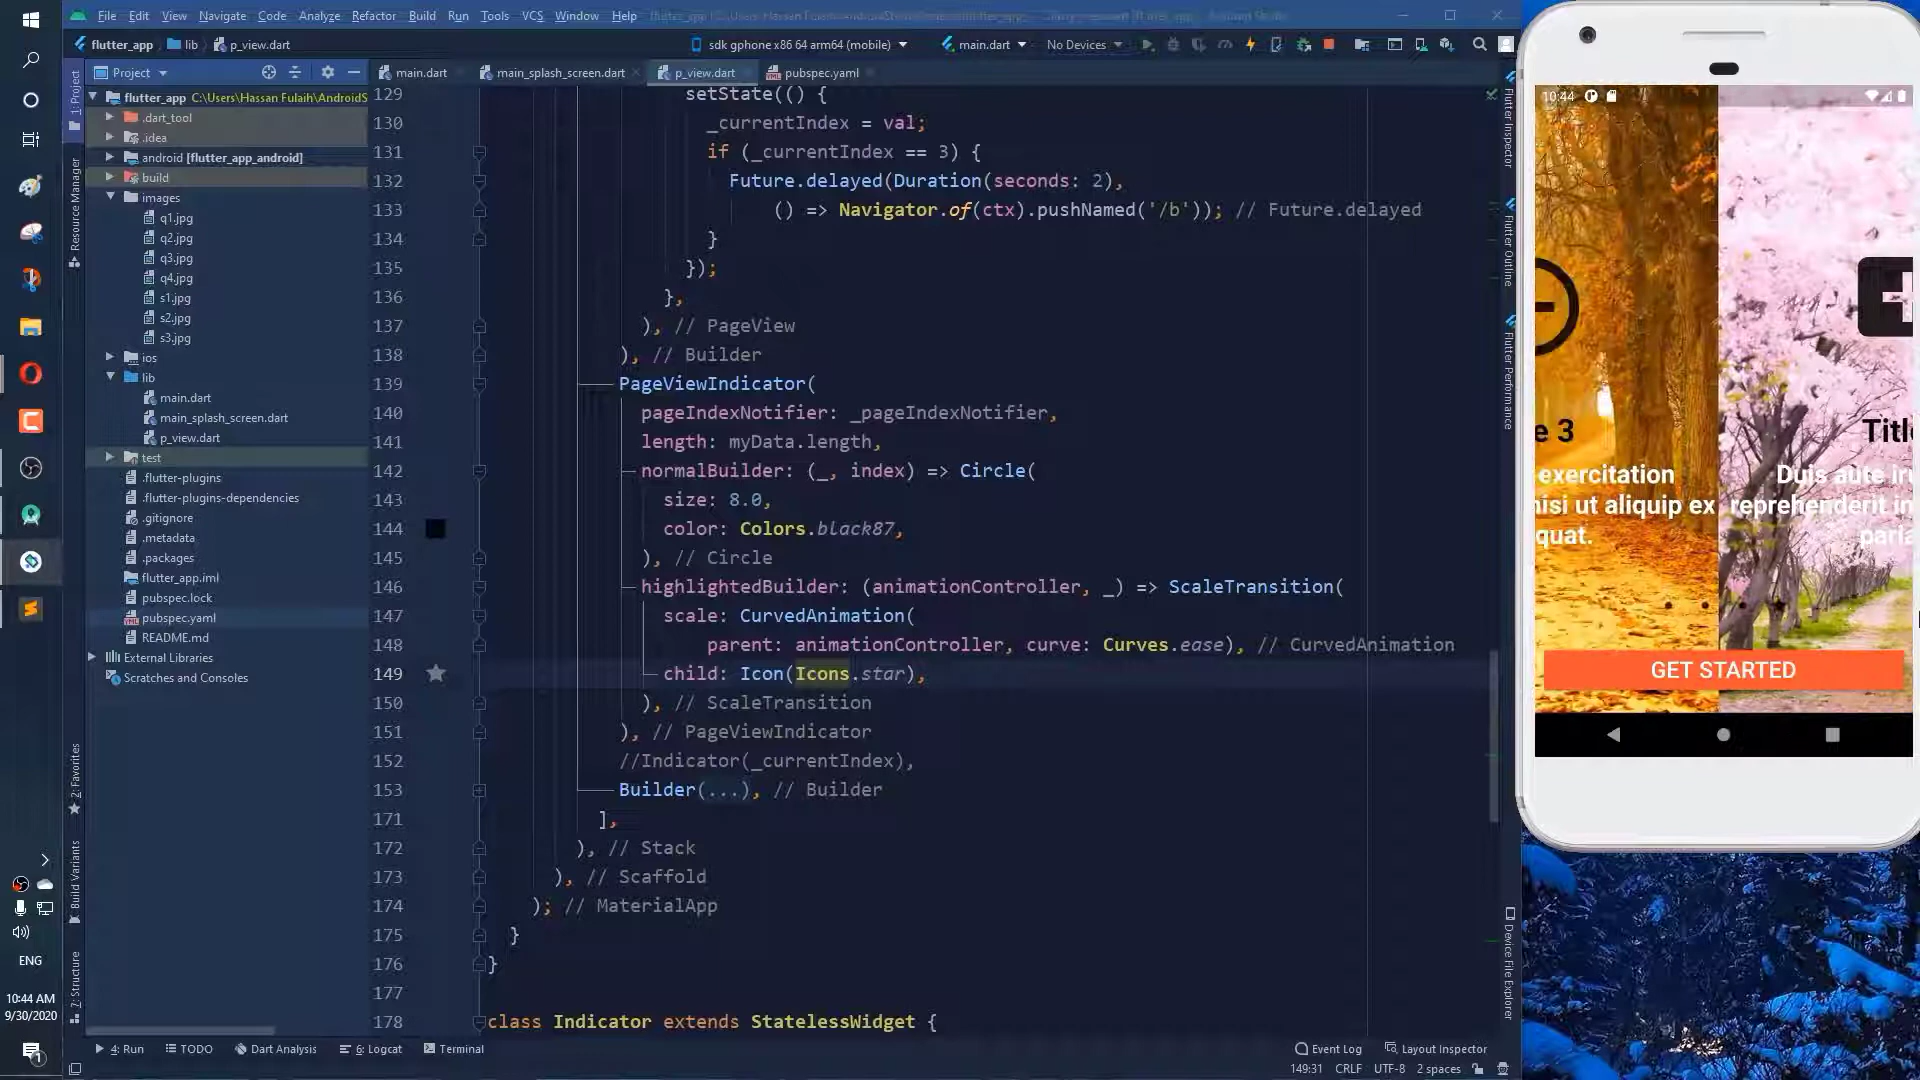 File Edit View Navigate Code Analyze Refactor Build Run Tools VCS Window Help
flutter_app lib p_view.dart
sdk gphone x86 64 arm64 (mobile) main.dart No Devices
Project
main.dart main_splash_screen.dart p_view.dart pubspec.yaml
flutter_app C:\Users\Hassan Fulaih\AndroidS
.dart_tool
.idea
android [flutter_app_android]
build
images
q1.jpg
q2.jpg
q3.jpg
q4.jpg
s1.jpg
s2.jpg
s3.jpg
ios
lib
main.dart
main_splash_screen.dart
p_view.dart
test
.flutter-plugins
.flutter-plugins-dependencies
.gitignore
.metadata
.packages
flutter_app.iml
pubspec.lock
pubspec.yaml
README.md
External Libraries
Scratches and Consoles
1: Project
Resource Manager
2: Favorites
Build Variants
7: Structure
129 setState(() {
130 _currentIndex = val;
131 if (_currentIndex == 3) {
132 Future.delayed(Duration(seconds: 2),
133 () => Navigator.of(ctx).pushNamed('/b')); // Future.delayed
134 }
135 });
136 },
137 ), // PageView
138 ), // Builder
139 PageViewIndicator(
140 pageIndexNotifier: _pageIndexNotifier,
141 length: myData.length,
142 normalBuilder: (_, index) => Circle(
143 size: 8.0,
144 color: Colors.black87,
145 ), // Circle
146 highlightedBuilder: (animationController, _) => ScaleTransition(
147 scale: CurvedAnimation(
148 parent: animationController, curve: Curves.ease), // CurvedAnimation
149 child: Icon(Icons.star),
150 ), // ScaleTransition
151 ), // PageViewIndicator
152 //Indicator(_currentIndex),
153 Builder(...), // Builder
171 ],
172 ), // Stack
173 ), // Scaffold
174 ); // MaterialApp
175 }
176 }
177
178 class Indicator extends StatelessWidget {
Flutter Inspector
Flutter Outline
Flutter Performance
Device File Explorer
4: Run TODO Dart Analysis 6: Logcat Terminal Event Log Layout Inspector
149:31 CRLF UTF-8 2 spaces
ENG
10:44 AM
9/30/2020
10:44
e 3 Title
exercitation Duis aute iru
nisi ut aliquip ex reprehenderit in
quat. paria
GET STARTED